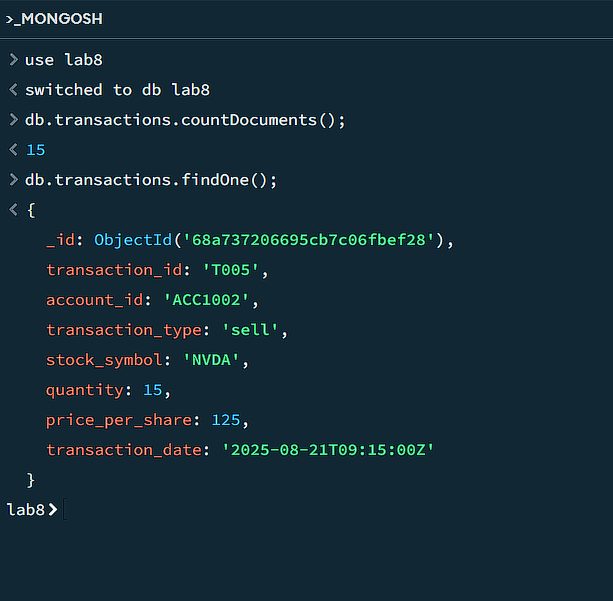 >_MONGOSH
> use lab8
< switched to db lab8
> db.transactions.countDocuments();
< 15
> db.transactions.findOne();
< {
_id: ObjectId('68a737206695cb7c06fbef28'),
transaction_id: 'T005',
account_id: 'ACC1002',
transaction_type: 'sell',
stock_symbol: 'NVDA',
quantity: 15,
price_per_share: 125,
transaction_date: '2025-08-21T09:15:00Z'
}
lab8>